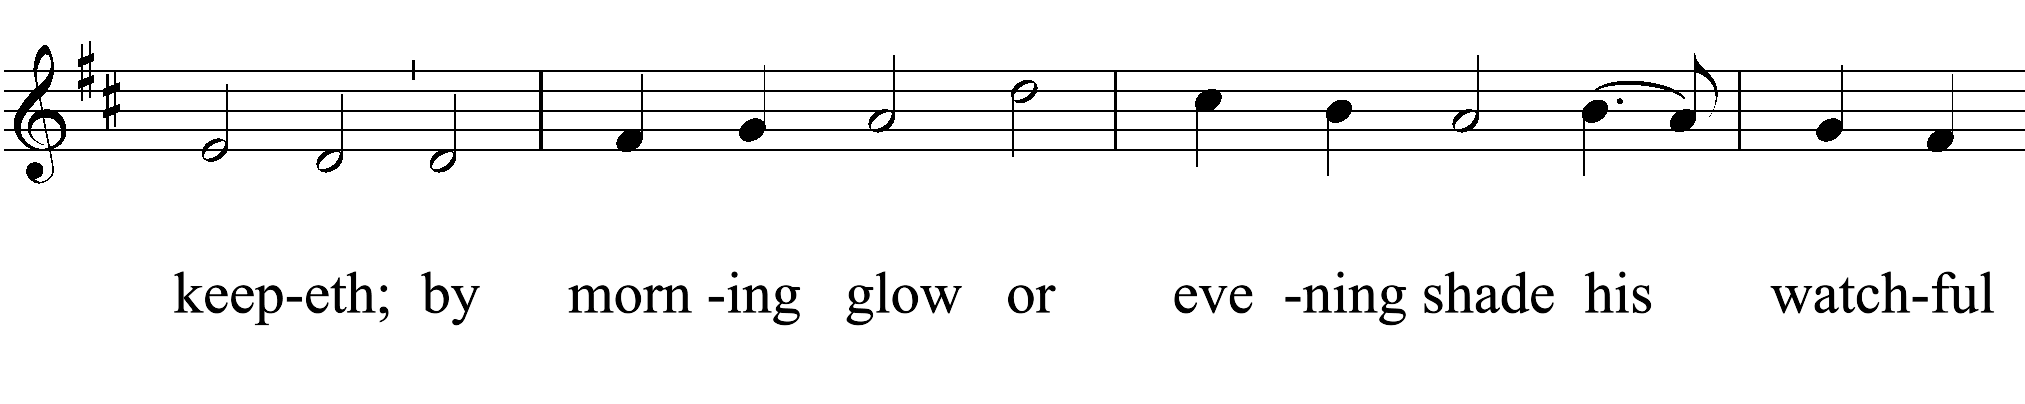 keep-eth; by morn -ing glow or eve -ning shade his watch-ful